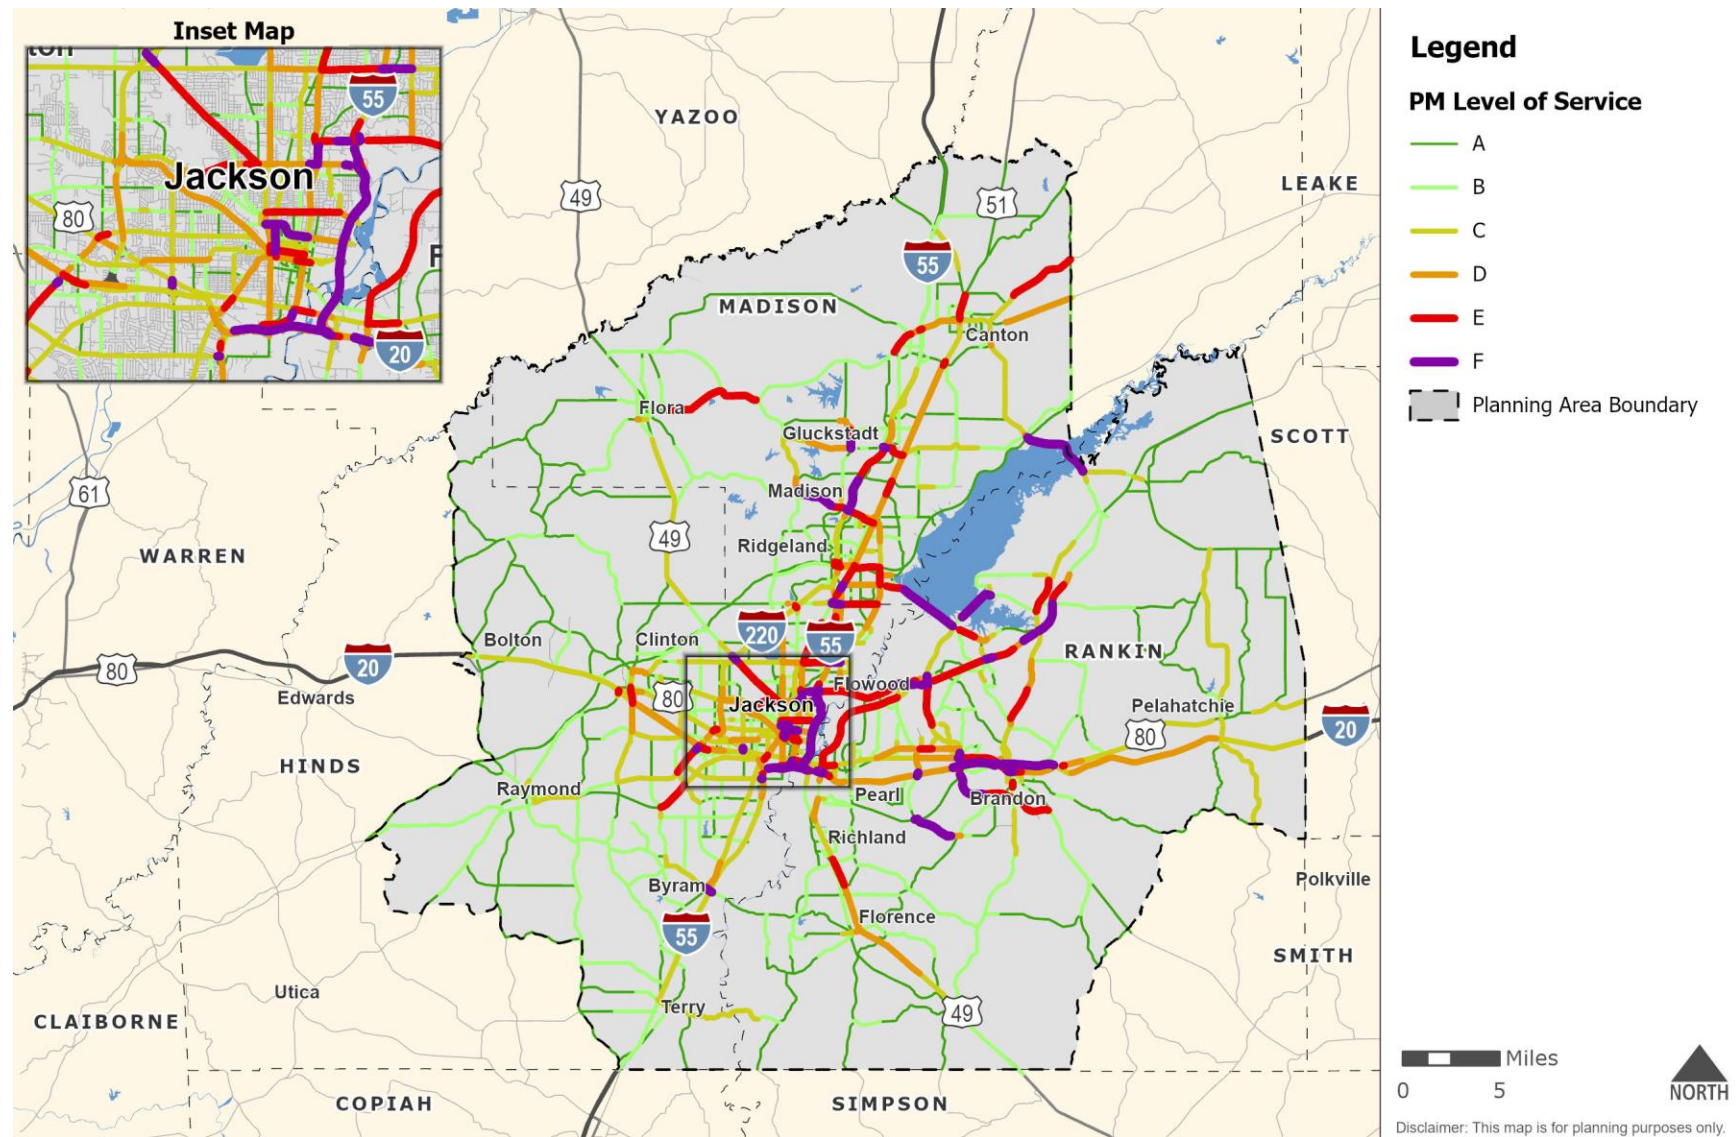 Inset Map
ton
55
Jackson
80
F
20
YAZOO
LEAKE
49
51
55
MADISON
Canton
Flora
Gluckstadt
SCOTT
61
Madison
49
Ridgeland
WARREN
220
55
Bolton
Clinton
80
20
RANKIN
Edwards
80
Flowood
Jackson
Pelahatchie
80
20
HINDS
Raymond
Pearl
Brandon
Richland
Byram
Polkville
Florence
55
SMITH
Utica
Terry
49
CLAIBORNE
COPIAH
SIMPSON
Legend
PM Level of Service
A
B
C
D
E
F
Planning Area Boundary
Miles
0 5
NORTH
Disclaimer: This map is for planning purposes only.